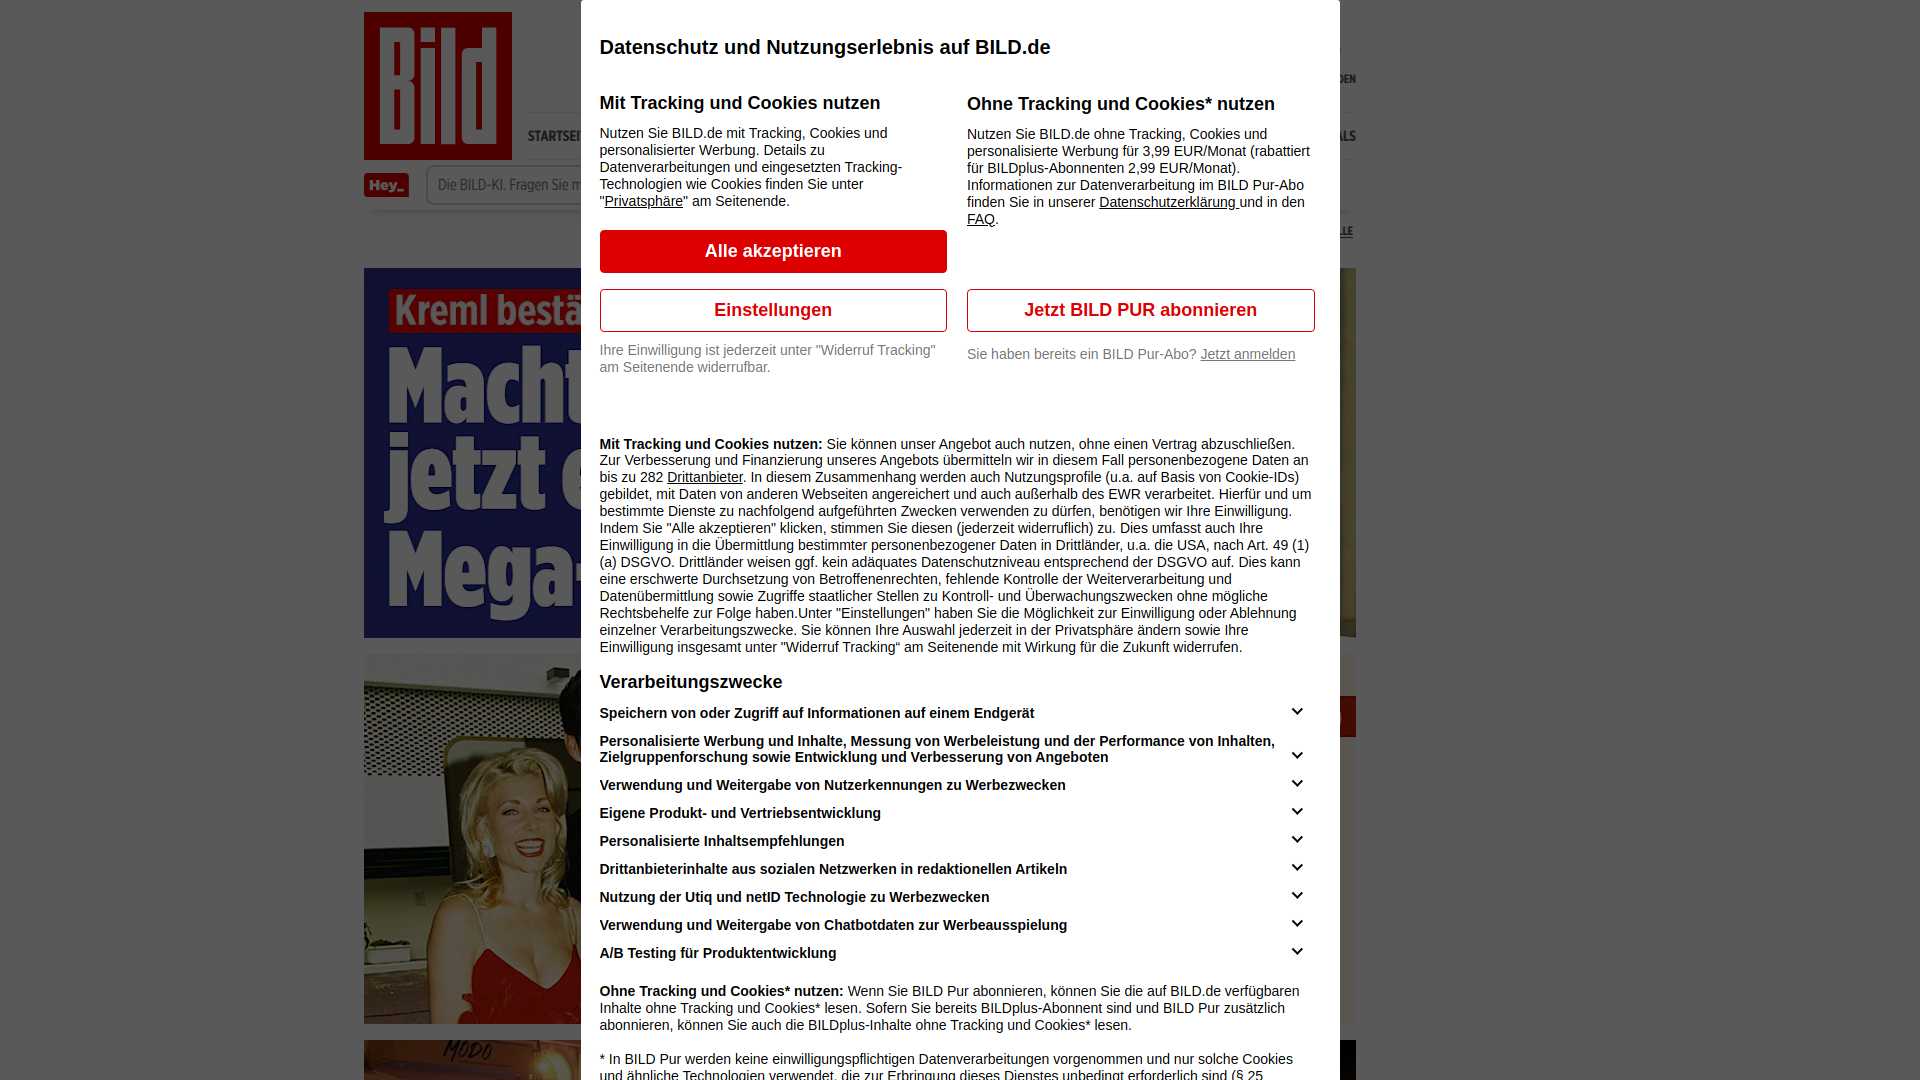 Bild
DEN
STARTSEI
ALS
Hey_
Die BILD-KI. Fragen Sie m
LLE
Kreml bestä
Macht
jetzt e
Mega-
MODO
Datenschutz und Nutzungserlebnis auf BILD.de
Mit Tracking und Cookies nutzen
Nutzen Sie BILD.de mit Tracking, Cookies und
personalisierter Werbung. Details zu
Datenverarbeitungen und eingesetzten Tracking-
Technologien wie Cookies finden Sie unter
"Privatsphäre" am Seitenende.
Alle akzeptieren
Einstellungen
Ihre Einwilligung ist jederzeit unter "Widerruf Tracking"
am Seitenende widerrufbar.
Ohne Tracking und Cookies* nutzen
Nutzen Sie BILD.de ohne Tracking, Cookies und
personalisierte Werbung für 3,99 EUR/Monat (rabattiert
für BILDplus-Abonnenten 2,99 EUR/Monat).
Informationen zur Datenverarbeitung im BILD Pur-Abo
finden Sie in unserer Datenschutzerklärung und in den
FAQ.
Jetzt BILD PUR abonnieren
Sie haben bereits ein BILD Pur-Abo? Jetzt anmelden
Mit Tracking und Cookies nutzen: Sie können unser Angebot auch nutzen, ohne einen Vertrag abzuschließen.
Zur Verbesserung und Finanzierung unseres Angebots übermitteln wir in diesem Fall personenbezogene Daten an
bis zu 282 Drittanbieter. In diesem Zusammenhang werden auch Nutzungsprofile (u.a. auf Basis von Cookie-IDs)
gebildet, mit Daten von anderen Webseiten angereichert und auch außerhalb des EWR verarbeitet. Hierfür und um
bestimmte Dienste zu nachfolgend aufgeführten Zwecken verwenden zu dürfen, benötigen wir Ihre Einwilligung.
Indem Sie "Alle akzeptieren" klicken, stimmen Sie diesen (jederzeit widerruflich) zu. Dies umfasst auch Ihre
Einwilligung in die Übermittlung bestimmter personenbezogener Daten in Drittländer, u.a. die USA, nach Art. 49 (1)
(a) DSGVO. Drittländer weisen ggf. kein adäquates Datenschutzniveau entsprechend der DSGVO auf. Dies kann
eine erschwerte Durchsetzung von Betroffenenrechten, fehlende Kontrolle der Weiterverarbeitung und
Datenübermittlung sowie Zugriffe staatlicher Stellen zu Kontroll- und Überwachungszwecken ohne mögliche
Rechtsbehelfe zur Folge haben.Unter "Einstellungen" haben Sie die Möglichkeit zur Einwilligung oder Ablehnung
einzelner Verarbeitungszwecke. Sie können Ihre Auswahl jederzeit in der Privatsphäre ändern sowie Ihre
Einwilligung insgesamt unter "Widerruf Tracking“ am Seitenende mit Wirkung für die Zukunft widerrufen.
Verarbeitungszwecke
Speichern von oder Zugriff auf Informationen auf einem Endgerät
Personalisierte Werbung und Inhalte, Messung von Werbeleistung und der Performance von Inhalten,
Zielgruppenforschung sowie Entwicklung und Verbesserung von Angeboten
Verwendung und Weitergabe von Nutzerkennungen zu Werbezwecken
Eigene Produkt- und Vertriebsentwicklung
Personalisierte Inhaltsempfehlungen
Drittanbieterinhalte aus sozialen Netzwerken in redaktionellen Artikeln
Nutzung der Utiq und netID Technologie zu Werbezwecken
Verwendung und Weitergabe von Chatbotdaten zur Werbeausspielung
A/B Testing für Produktentwicklung
Ohne Tracking und Cookies* nutzen: Wenn Sie BILD Pur abonnieren, können Sie die auf BILD.de verfügbaren
Inhalte ohne Tracking und Cookies* lesen. Sofern Sie bereits BILDplus-Abonnent sind und BILD Pur zusätzlich
abonnieren, können Sie auch die BILDplus-Inhalte ohne Tracking und Cookies* lesen.
* In BILD Pur werden keine einwilligungspflichtigen Datenverarbeitungen vorgenommen und nur solche Cookies
und ähnliche Technologien verwendet, die zur Erbringung dieses Dienstes unbedingt erforderlich sind (§ 25